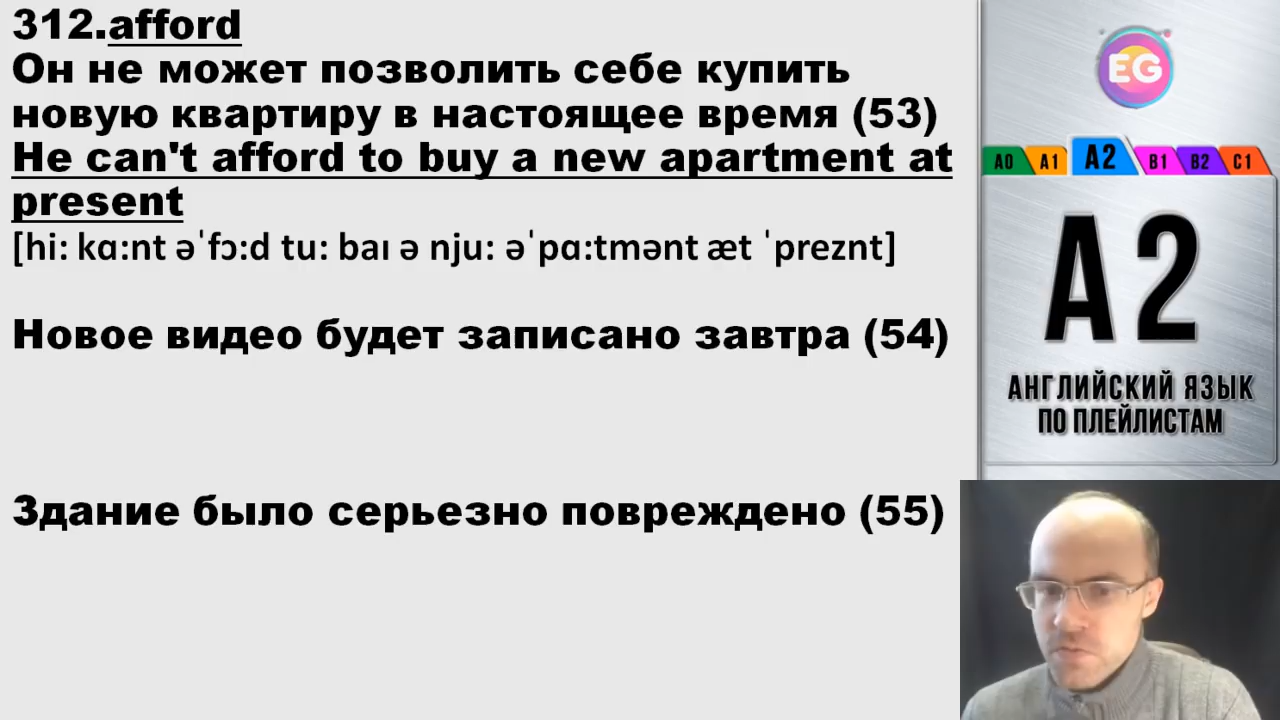 312.afford
Он не может позволить себе купить
новую квартиру в настоящее время (53)
He can't afford to buy a new apartment at
present
[hi: kɑ:nt əˈfɔ:d tu: baɪ ə nju: əˈpɑ:tmənt æt ˈpreznt]
Новое видео будет записано завтра (54)
Здание было серьезно повреждено (55)
EG
A0 A1 A2 B1 B2 C1
A2
АНГЛИЙСКИЙ ЯЗЫК
ПО ПЛЕЙЛИСТАМ